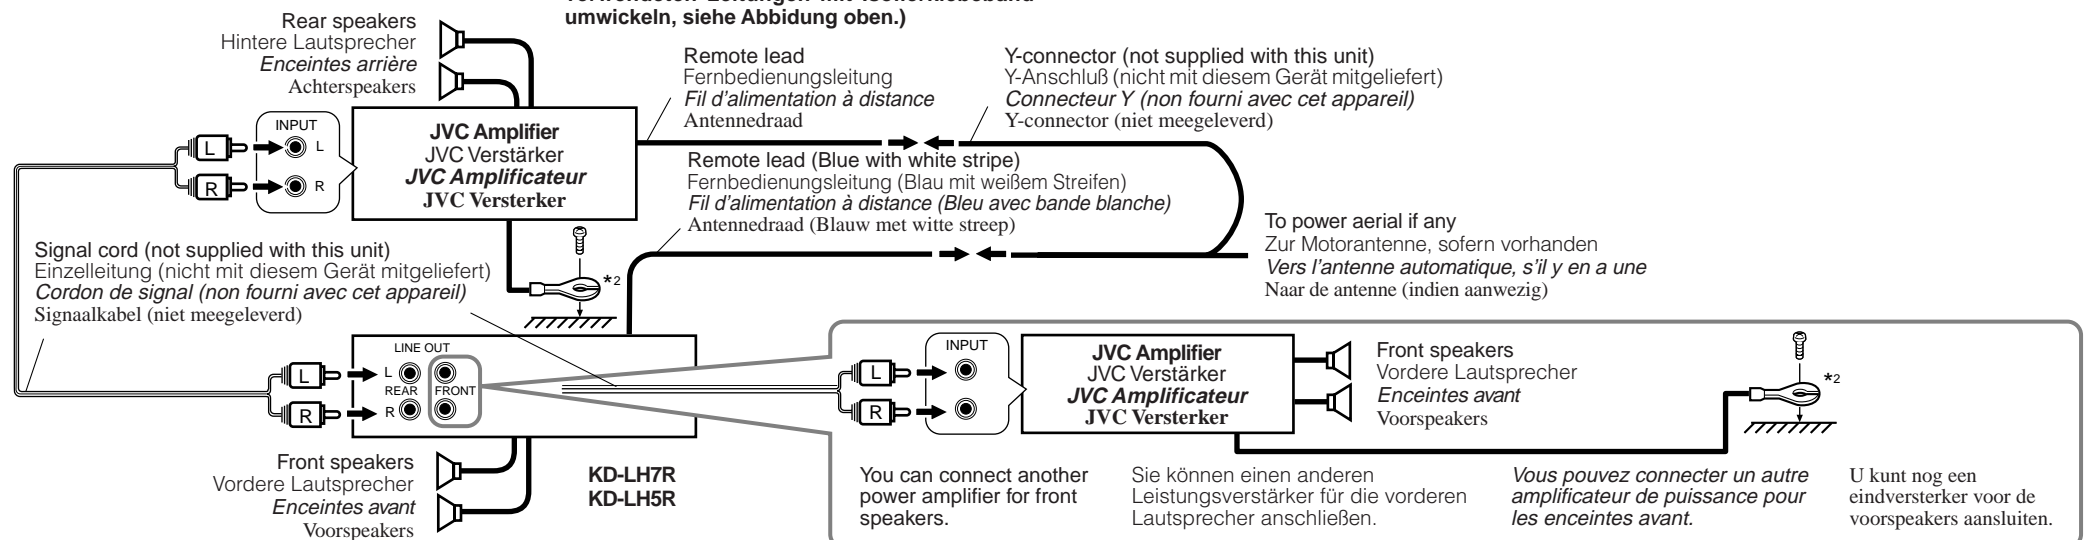 umwickeln, siehe Abbidung oben.)
Rear speakers
Hintere Lautsprecher
Enceintes arrière
Achterspeakers
Remote lead
Fernbedienungsleitung
Fil d'alimentation à distance
Antennedraad
Y-connector (not supplied with this unit)
Y-Anschluß (nicht mit diesem Gerät mitgeliefert)
Connecteur Y (non fourni avec cet appareil)
Y-connector (niet meegeleverd)
INPUT
L
L
R
R
JVC Amplifier
JVC Verstärker
JVC Amplificateur
JVC Versterker
Remote lead (Blue with white stripe)
Fernbedienungsleitung (Blau mit weißem Streifen)
Fil d'alimentation à distance (Bleu avec bande blanche)
Antennedraad (Blauw met witte streep)
To power aerial if any
Zur Motorantenne, sofern vorhanden
Vers l'antenne automatique, s'il y en a une
Naar de antenne (indien aanwezig)
Signal cord (not supplied with this unit)
Einzelleitung (nicht mit diesem Gerät mitgeliefert)
Cordon de signal (non fourni avec cet appareil)
Signaalkabel (niet meegeleverd)
*2
LINE OUT
L
L
REAR FRONT
R
R
Front speakers
Vordere Lautsprecher
Enceintes avant
Voorspeakers
KD-LH7R
KD-LH5R
INPUT
L
R
JVC Amplifier
JVC Verstärker
JVC Amplificateur
JVC Versterker
Front speakers
Vordere Lautsprecher
Enceintes avant
Voorspeakers
*2
You can connect another
power amplifier for front
speakers.
Sie können einen anderen
Leistungsverstärker für die vorderen
Lautsprecher anschließen.
Vous pouvez connecter un autre
amplificateur de puissance pour
les enceintes avant.
U kunt nog een
eindversterker voor de
voorspeakers aansluiten.